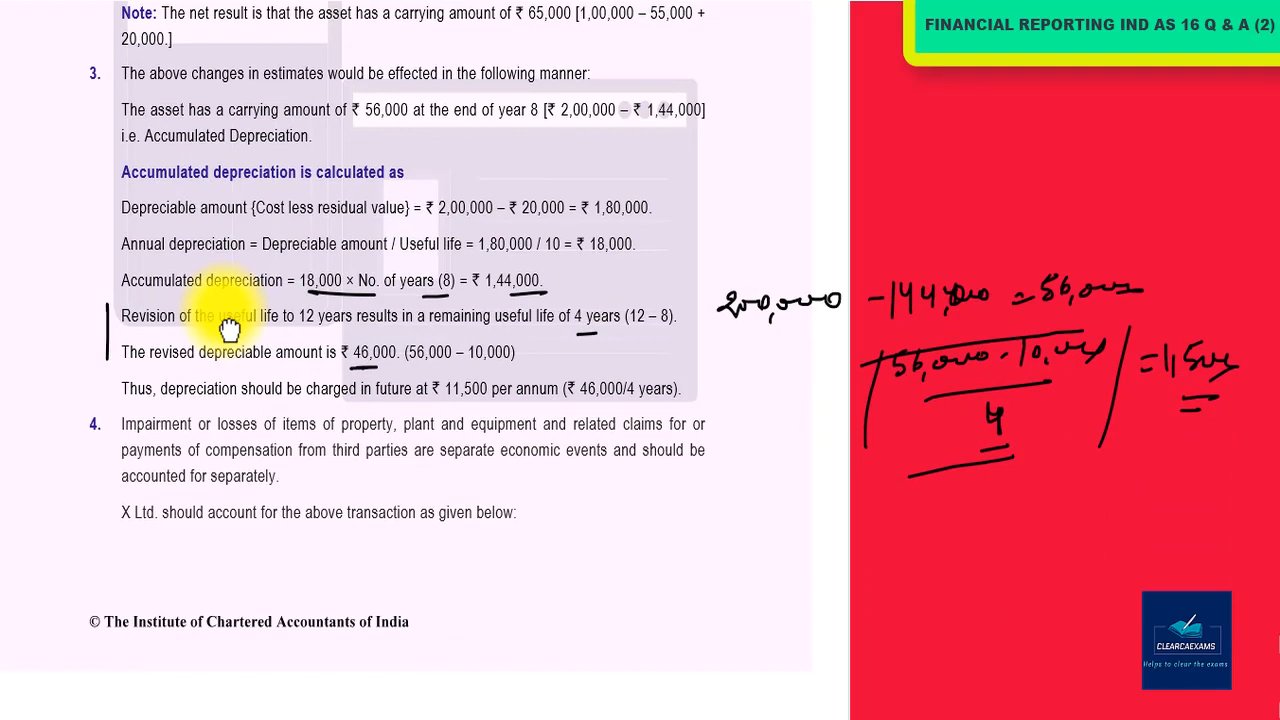 Note: The net result is that the asset has a carrying amount of ₹ 65,000 [1,00,000 – 55,000 +
20,000.]
FINANCIAL REPORTING IND AS 16 Q & A (2)
3. The above changes in estimates would be effected in the following manner:
The asset has a carrying amount of ₹ 56,000 at the end of year 8 [₹ 2,00,000 – ₹ 1,44,000]
i.e. Accumulated Depreciation.
Accumulated depreciation is calculated as
Depreciable amount {Cost less residual value} = ₹ 2,00,000 – ₹ 20,000 = ₹ 1,80,000.
Annual depreciation = Depreciable amount / Useful life = 1,80,000 / 10 = ₹ 18,000.
Accumulated depreciation = 18,000 × No. of years (8) = ₹ 1,44,000.
Revision of the useful life to 12 years results in a remaining useful life of 4 years (12 – 8).
The revised depreciable amount is ₹ 46,000. (56,000 – 10,000)
Thus, depreciation should be charged in future at ₹ 11,500 per annum (₹ 46,000/4 years).
4. Impairment or losses of items of property, plant and equipment and related claims for or
payments of compensation from third parties are separate economic events and should be
accounted for separately.
X Ltd. should account for the above transaction as given below:
© The Institute of Chartered Accountants of India
200,000 - 144,000 = 56,000
56,000 - 10,000
4
CLEARCAEXAMS
Helps to clear the exams